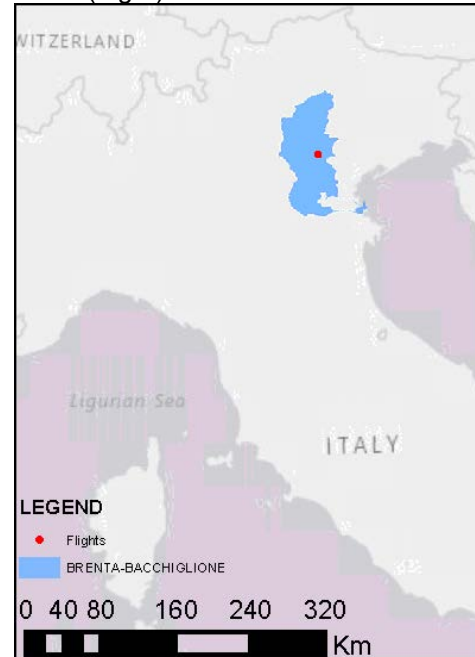 WITZERLAND
Ligurian Sea
ITALY
LEGEND
Flights
BRENTA-BACCHIGLIONE
0 40 80 160 240 320
Km